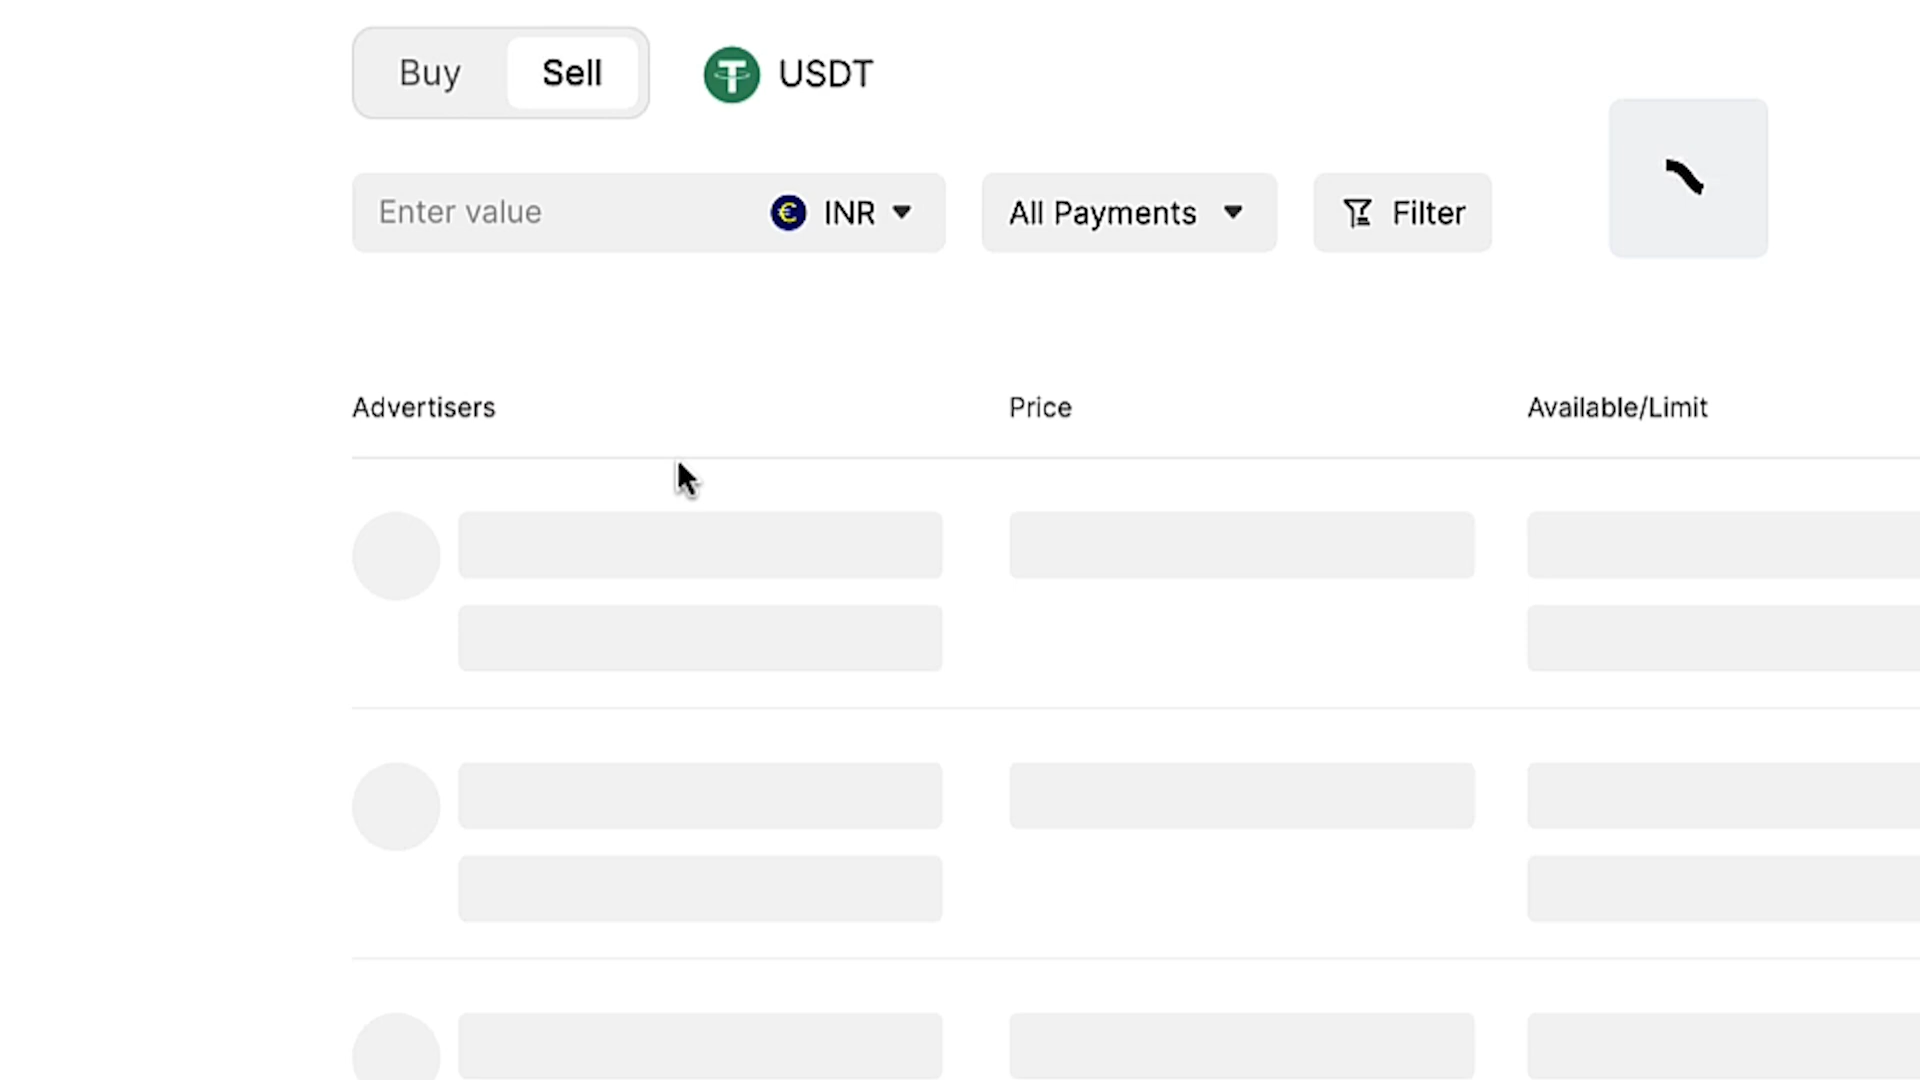 Buy Sell USDT
Enter value € INR All Payments Filter
Advertisers Price Available/Limit